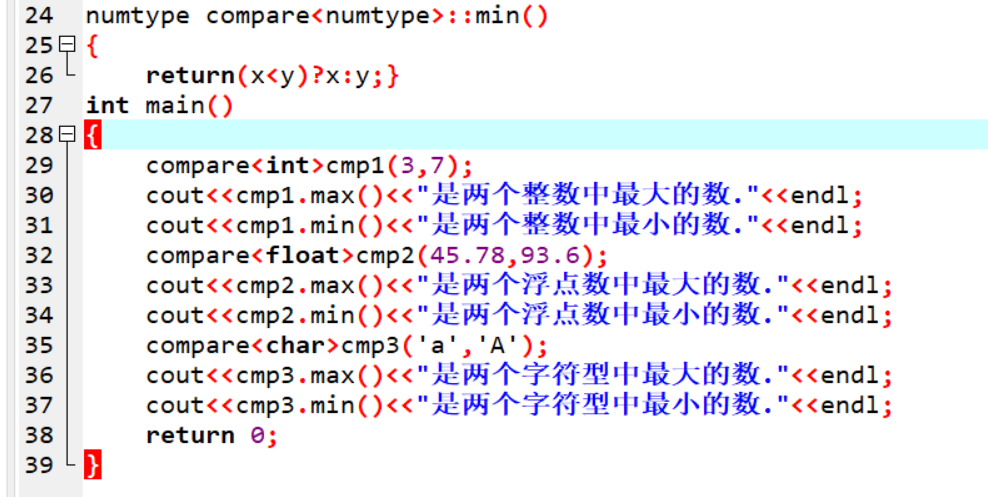 24 numtype compare<numtype>::min()
25 {
26 return(x<y)?x:y;}
27 int main()
28 {
29 compare<int>cmp1(3,7);
30 cout<<cmp1.max()<<"是两个整数中最大的数."<<endl;
31 cout<<cmp1.min()<<"是两个整数中最小的数."<<endl;
32 compare<float>cmp2(45.78,93.6);
33 cout<<cmp2.max()<<"是两个浮点数中最大的数."<<endl;
34 cout<<cmp2.min()<<"是两个浮点数中最小的数."<<endl;
35 compare<char>cmp3('a','A');
36 cout<<cmp3.max()<<"是两个字符型中最大的数."<<endl;
37 cout<<cmp3.min()<<"是两个字符型中最小的数."<<endl;
38 return 0;
39 }